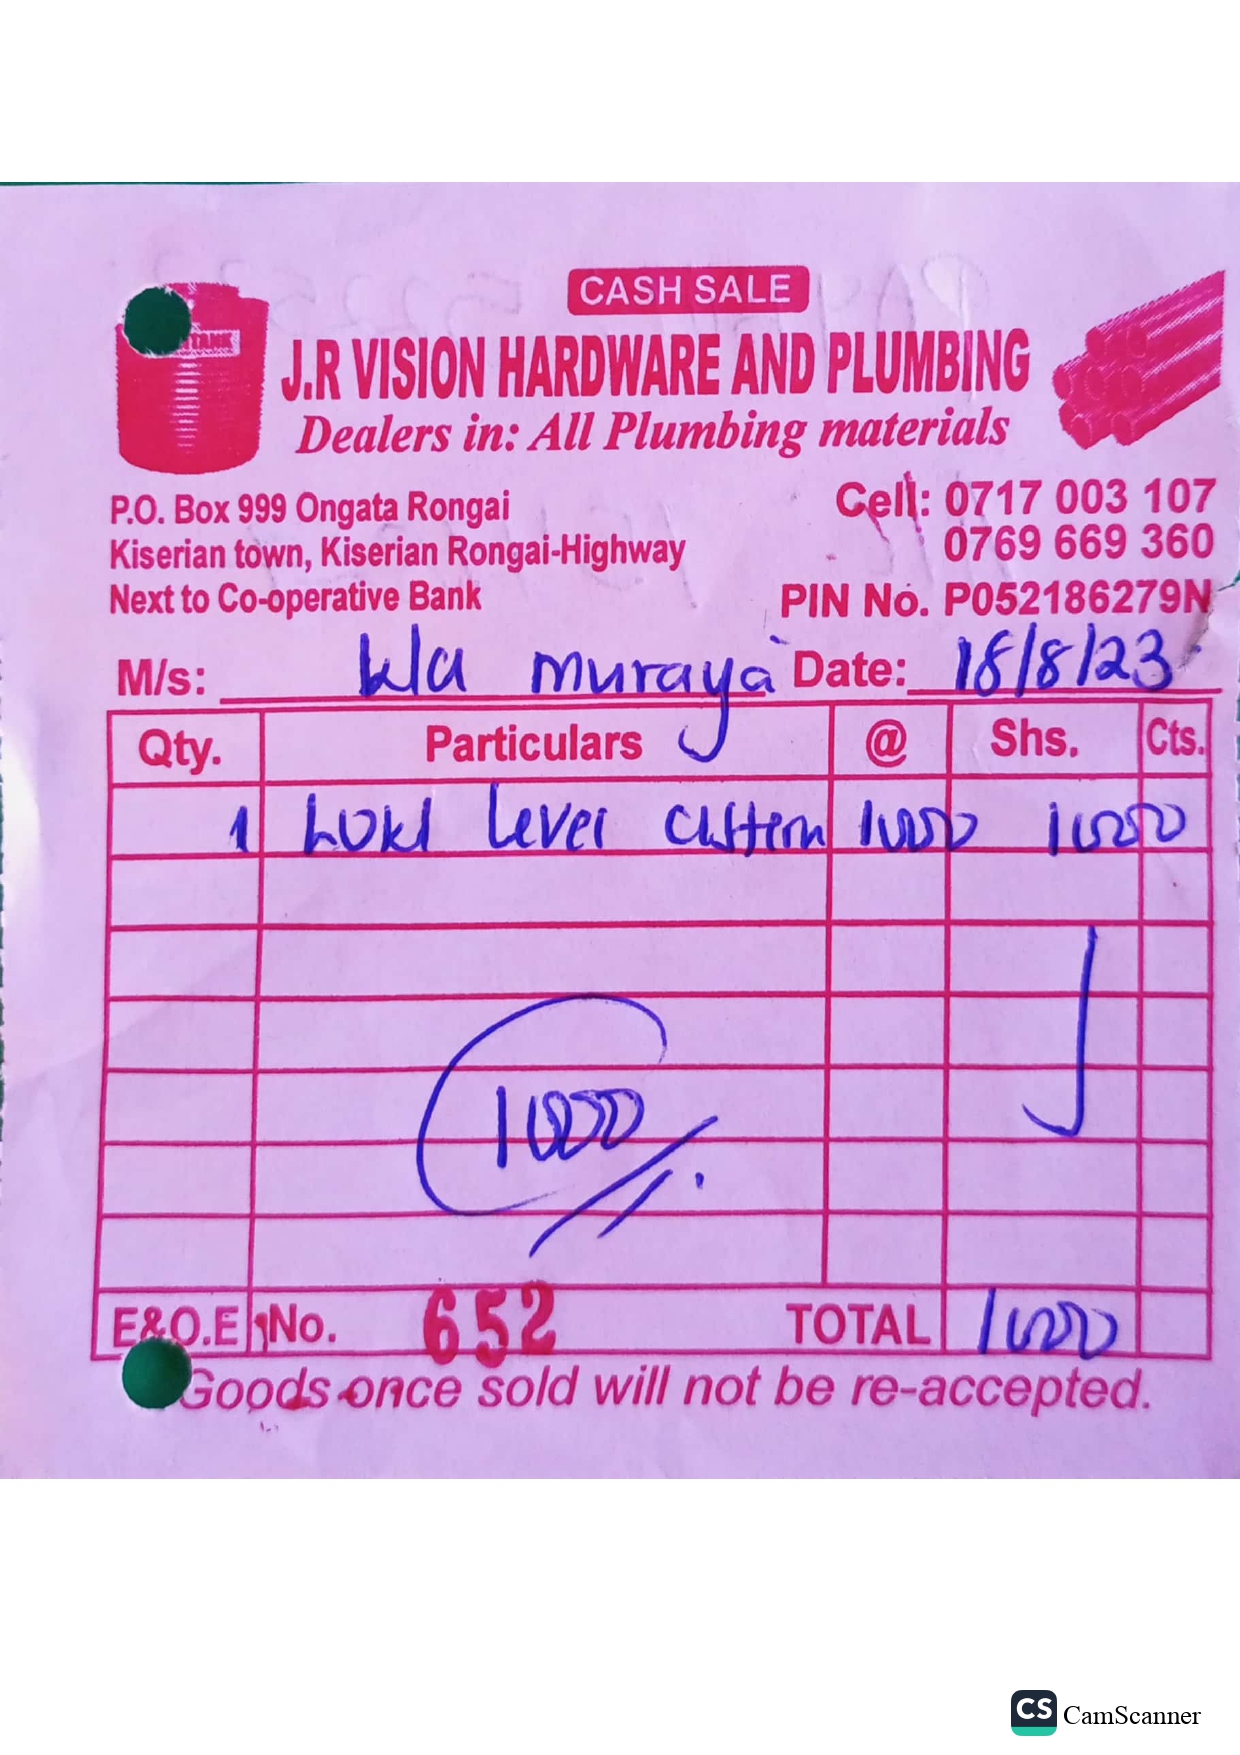 CASH SALE
TANK
J.R VISION HARDWARE AND PLUMBING
Dealers in: All Plumbing materials
P.O. Box 999 Ongata Rongai
Kiserian town, Kiserian Rongai-Highway
Next to Co-operative Bank
Cell: 0717 003 107
0769 669 360
PIN No. P052186279N
M/s: muraya Date: 18/8/23
Qty. Particulars @ Shs. Cts.
1 Level 1000 1000
1000
E&O.E No. 652 TOTAL 1000
Goods once sold will not be re-accepted.
CS CamScanner